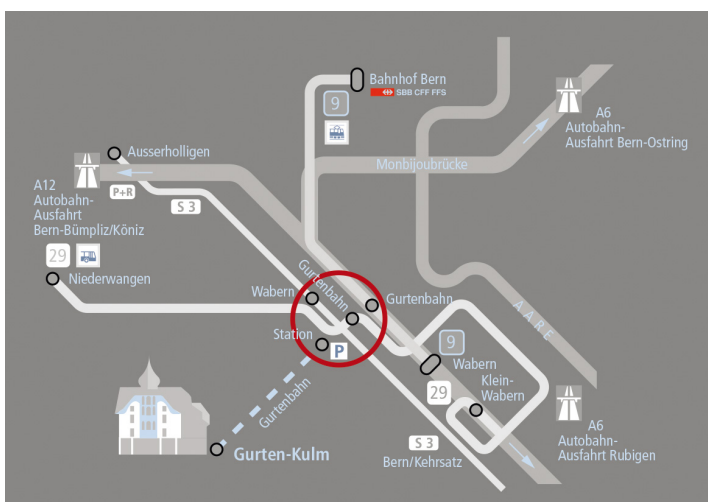 Bahnhof Bern
SBB CFF FFS
9
A6
Autobahn-
Ausfahrt Bern-Ostring
Monbijoubrücke
Ausserholligen
P+R
S 3
A12
Autobahn-
Ausfahrt
Bern-Bümpliz/Köniz
29
Niederwangen
Wabern
Gurtenbahn
Gurtenbahn
Station
P
AARE
9
Wabern
29
Klein-
Wabern
Gurtenbahn
Gurten-Kulm
S 3
Bern/Kehrsatz
A6
Autobahn-
Ausfahrt Rubigen